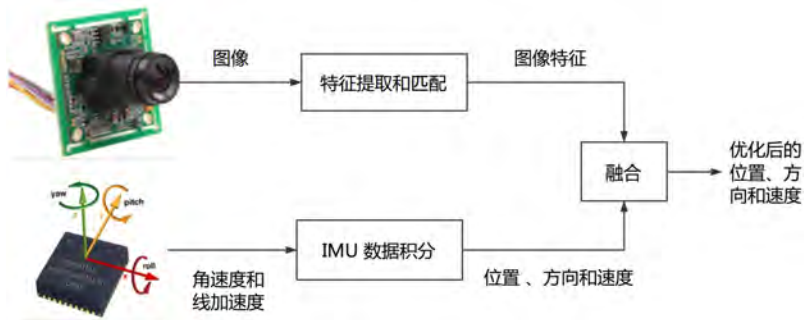 图像
特征提取和匹配
图像特征
融合
优化后的
位置、方
向和速度
yaw
pitch
roll
角速度和
线加速度
IMU 数据积分
位置 、方向和速度